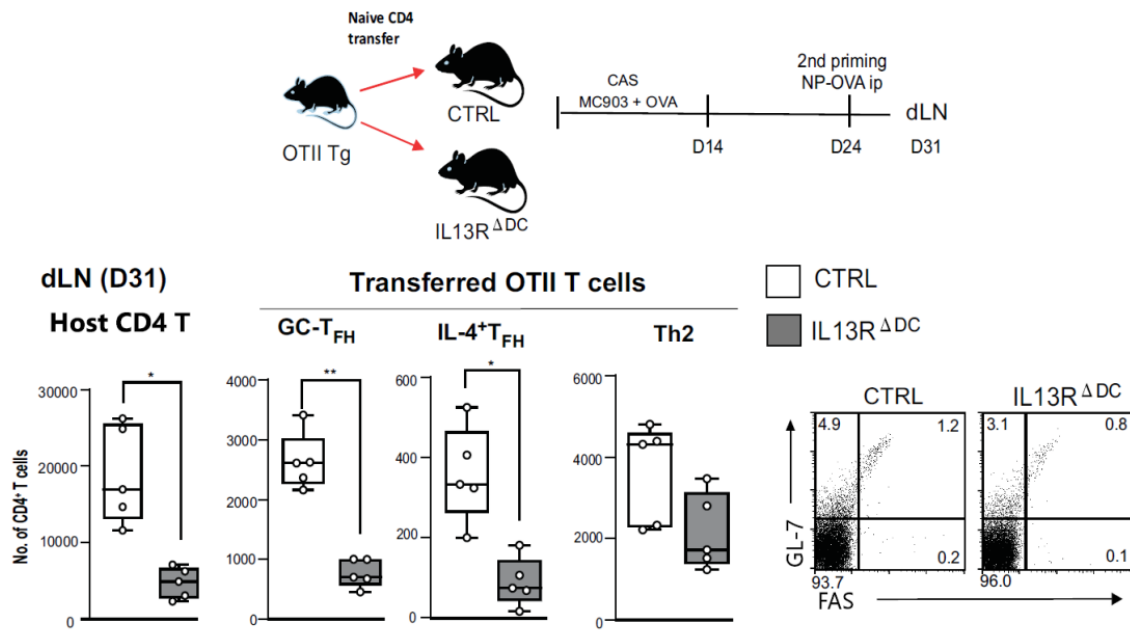 Naive CD4
transfer
OTII Tg
CTRL
IL13R Δ DC
CAS
MC903 + OVA
2nd priming
NP-OVA ip
dLN
D14
D24
D31
dLN (D31)
Host CD4 T
Transferred OTII T cells
GC-TFH
IL-4+TFH
Th2
CTRL
IL13R Δ DC
No. of CD4+ T cells
30000
20000
10000
0
*
4000
3000
2000
1000
0
**
600
400
200
0
*
6000
4000
2000
0
CTRL
IL13R Δ DC
4.9
1.2
0.2
93.7
3.1
0.8
0.1
96.0
GL-7
FAS